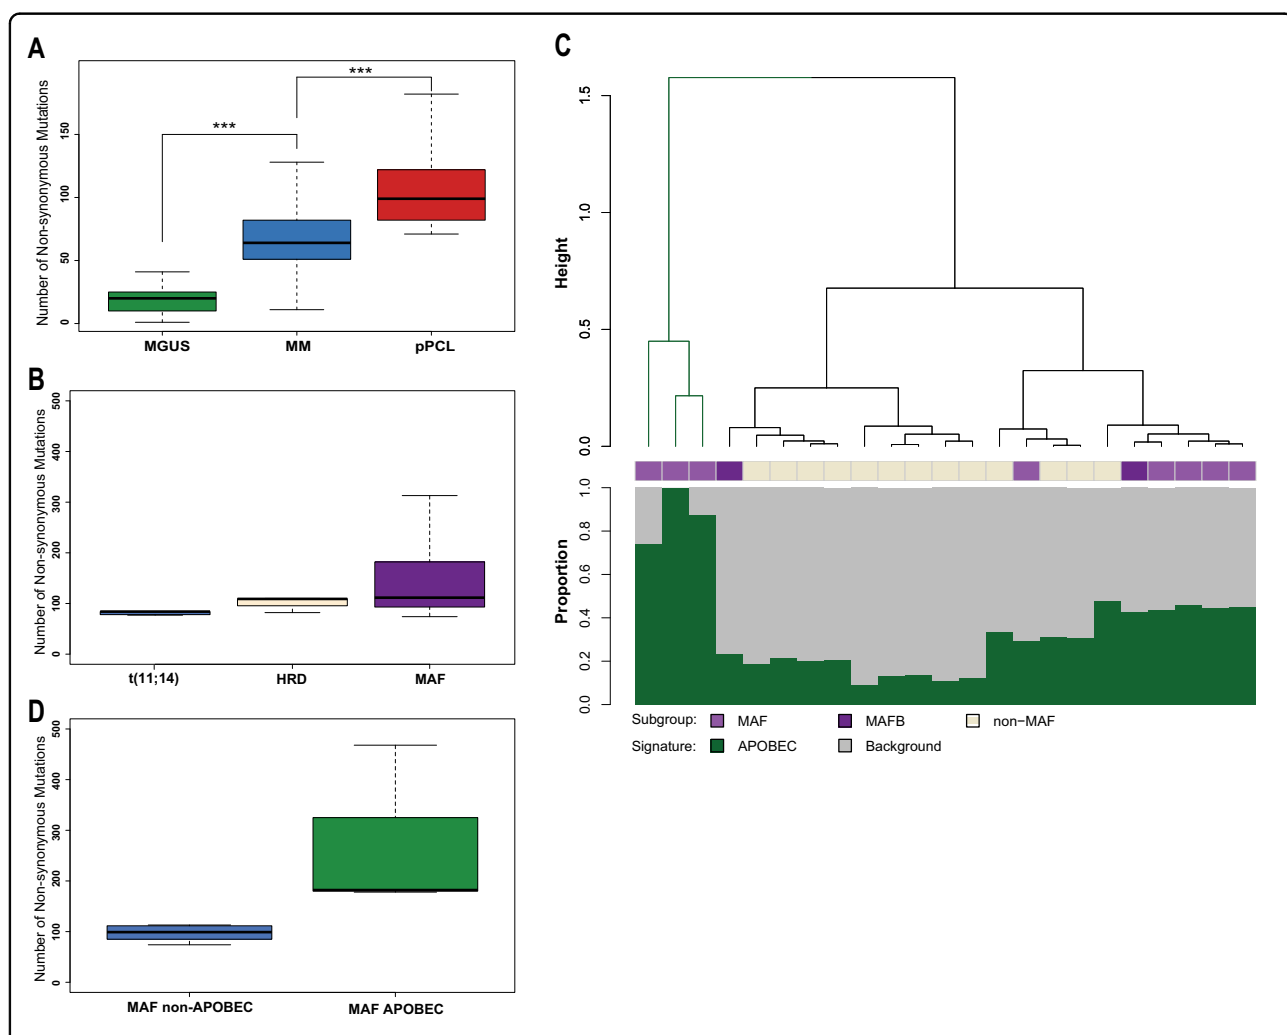 A
Number of Non-synonymous Mutations
150
100
50
0
***
***
MGUS
MM
pPCL
B
Number of Non-synonymous Mutations
500
400
300
200
100
0
t(11;14)
HRD
MAF
D
Number of Non-synonymous Mutations
500
400
300
200
100
0
MAF non-APOBEC
MAF APOBEC
C
Height
1.5
1.0
0.5
0.0
Proportion
1.0
0.8
0.6
0.4
0.2
0.0
Subgroup: MAF MAFB non-MAF
Signature: APOBEC Background